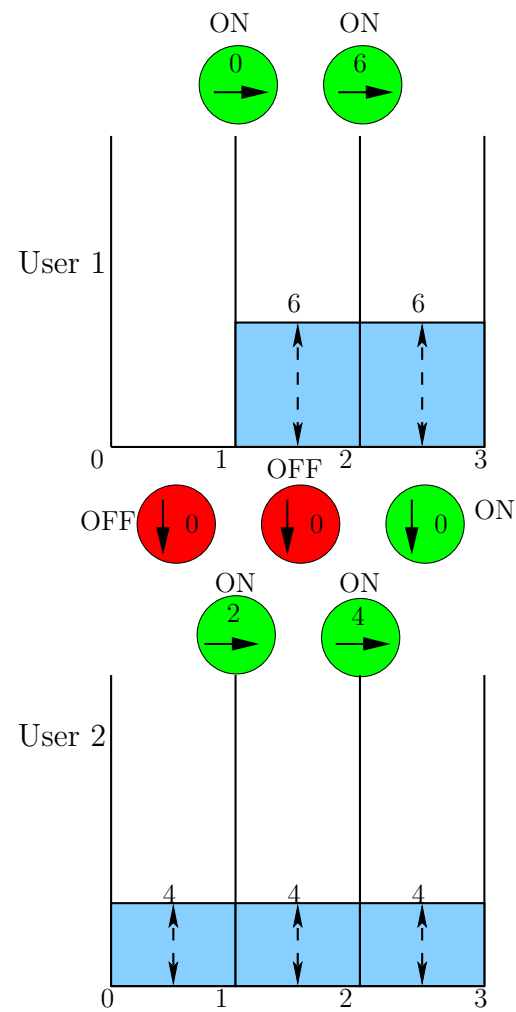 ON ON
0 6
User 1
6 6
0 1 2 3
OFF
OFF 0 0 0 ON
ON ON
2 4
User 2
4 4 4
0 1 2 3